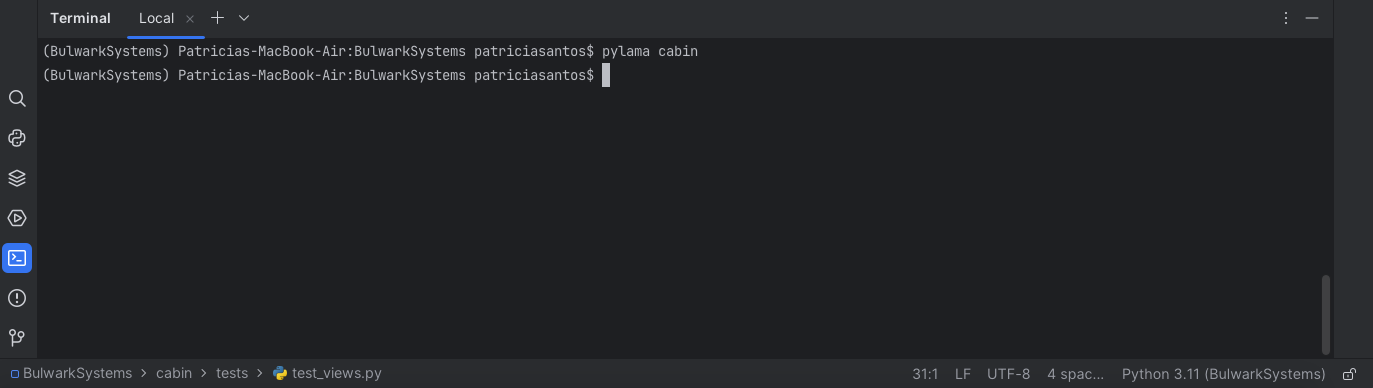 Terminal Local
(BulwarkSystems) Patricias-MacBook-Air:BulwarkSystems patriciasantos$ pylama cabin
(BulwarkSystems) Patricias-MacBook-Air:BulwarkSystems patriciasantos$
BulwarkSystems > cabin > tests > test_views.py 31:1 LF UTF-8 4 spac... Python 3.11 (BulwarkSystems)